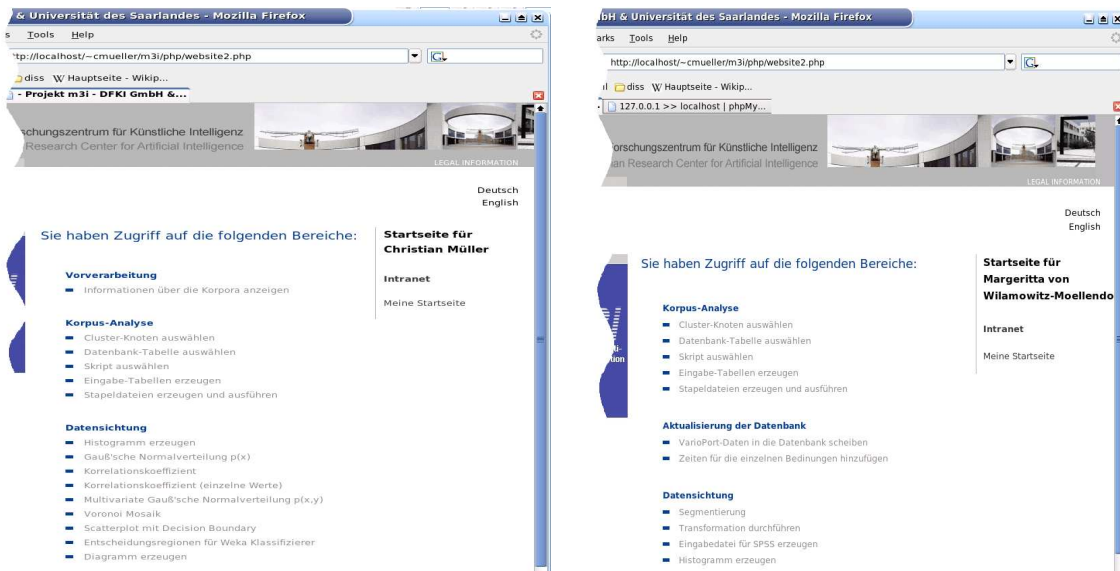 & Universität des Saarlandes - Mozilla Firefox
s Tools Help
http://localhost/~cmueller/m3i/php/website2.php
diss Hauptseite - Wikip...
- Projekt m3i - DFKI GmbH &...
schungszentrum für Künstliche Intelligenz
Research Center for Artificial Intelligence
LEGAL INFORMATION
Deutsch
English
Sie haben Zugriff auf die folgenden Bereiche:
Startseite für
Christian Müller
Intranet
Meine Startseite
Vorverarbeitung
Informationen über die Korpora anzeigen
Korpus-Analyse
Cluster-Knoten auswählen
Datenbank-Tabelle auswählen
Skript auswählen
Eingabe-Tabellen erzeugen
Stapeldateien erzeugen und ausführen
Datensichtung
Histogramm erzeugen
Gauß'sche Normalverteilung p(x)
Korrelationskoeffizient
Korrelationskoeffizient (einzelne Werte)
Multivariate Gauß'sche Normalverteilung p(x,y)
Voronoi Mosaik
Scatterplot mit Decision Boundary
Entscheidungsregionen für Weka Klassifizierer
Diagramm erzeugen
bH & Universität des Saarlandes - Mozilla Firefox
arks Tools Help
http://localhost/~cmueller/m3i/php/website2.php
diss Hauptseite - Wikip...
127.0.0.1 >> localhost | phpMy...
orschungszentrum für Künstliche Intelligenz
an Research Center for Artificial Intelligence
LEGAL INFORMATION
Deutsch
English
Sie haben Zugriff auf die folgenden Bereiche:
Startseite für
Margeritta von
Wilamowitz-Moellendo
Intranet
Meine Startseite
Korpus-Analyse
Cluster-Knoten auswählen
Datenbank-Tabelle auswählen
Skript auswählen
Eingabe-Tabellen erzeugen
Stapeldateien erzeugen und ausführen
Aktualisierung der Datenbank
VarioPort-Daten in die Datenbank scheiben
Zeiten für die einzelnen Bedinungen hinzufügen
Datensichtung
Segmentierung
Transformation durchführen
Eingabedatei für SPSS erzeugen
Histogramm erzeugen